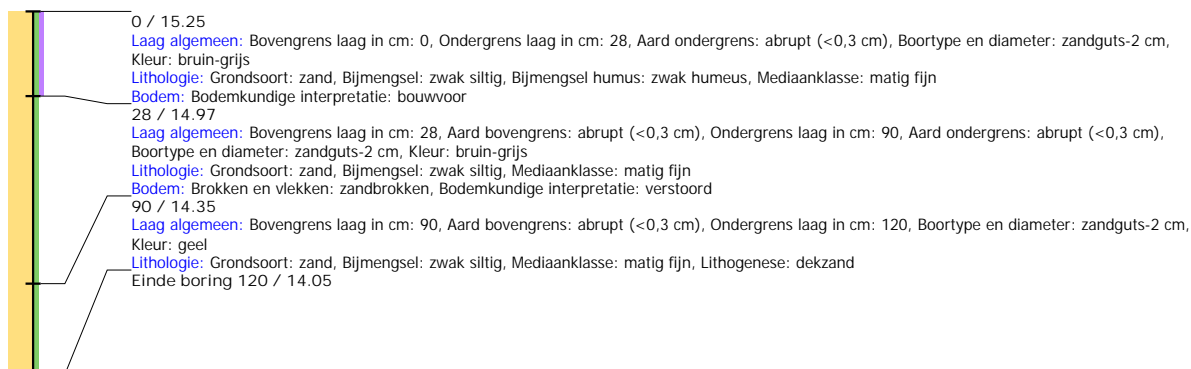 0 / 15.25
Laag algemeen: Bovengrens laag in cm: 0, Ondergrens laag in cm: 28, Aard ondergrens: abrupt (<0,3 cm), Boortype en diameter: zandguts-2 cm,
Kleur: bruin-grijs
Lithologie: Grondsoort: zand, Bijmengsel: zwak siltig, Bijmengsel humus: zwak humeus, Mediaanklasse: matig fijn
Bodem: Bodemkundige interpretatie: bouwvoor
28 / 14.97
Laag algemeen: Bovengrens laag in cm: 28, Aard bovengrens: abrupt (<0,3 cm), Ondergrens laag in cm: 90, Aard ondergrens: abrupt (<0,3 cm),
Boortype en diameter: zandguts-2 cm, Kleur: bruin-grijs
Lithologie: Grondsoort: zand, Bijmengsel: zwak siltig, Mediaanklasse: matig fijn
Bodem: Brokken en vlekken: zandbrokken, Bodemkundige interpretatie: verstoord
90 / 14.35
Laag algemeen: Bovengrens laag in cm: 90, Aard bovengrens: abrupt (<0,3 cm), Ondergrens laag in cm: 120, Boortype en diameter: zandguts-2 cm,
Kleur: geel
Lithologie: Grondsoort: zand, Bijmengsel: zwak siltig, Mediaanklasse: matig fijn, Lithogenese: dekzand
Einde boring 120 / 14.05